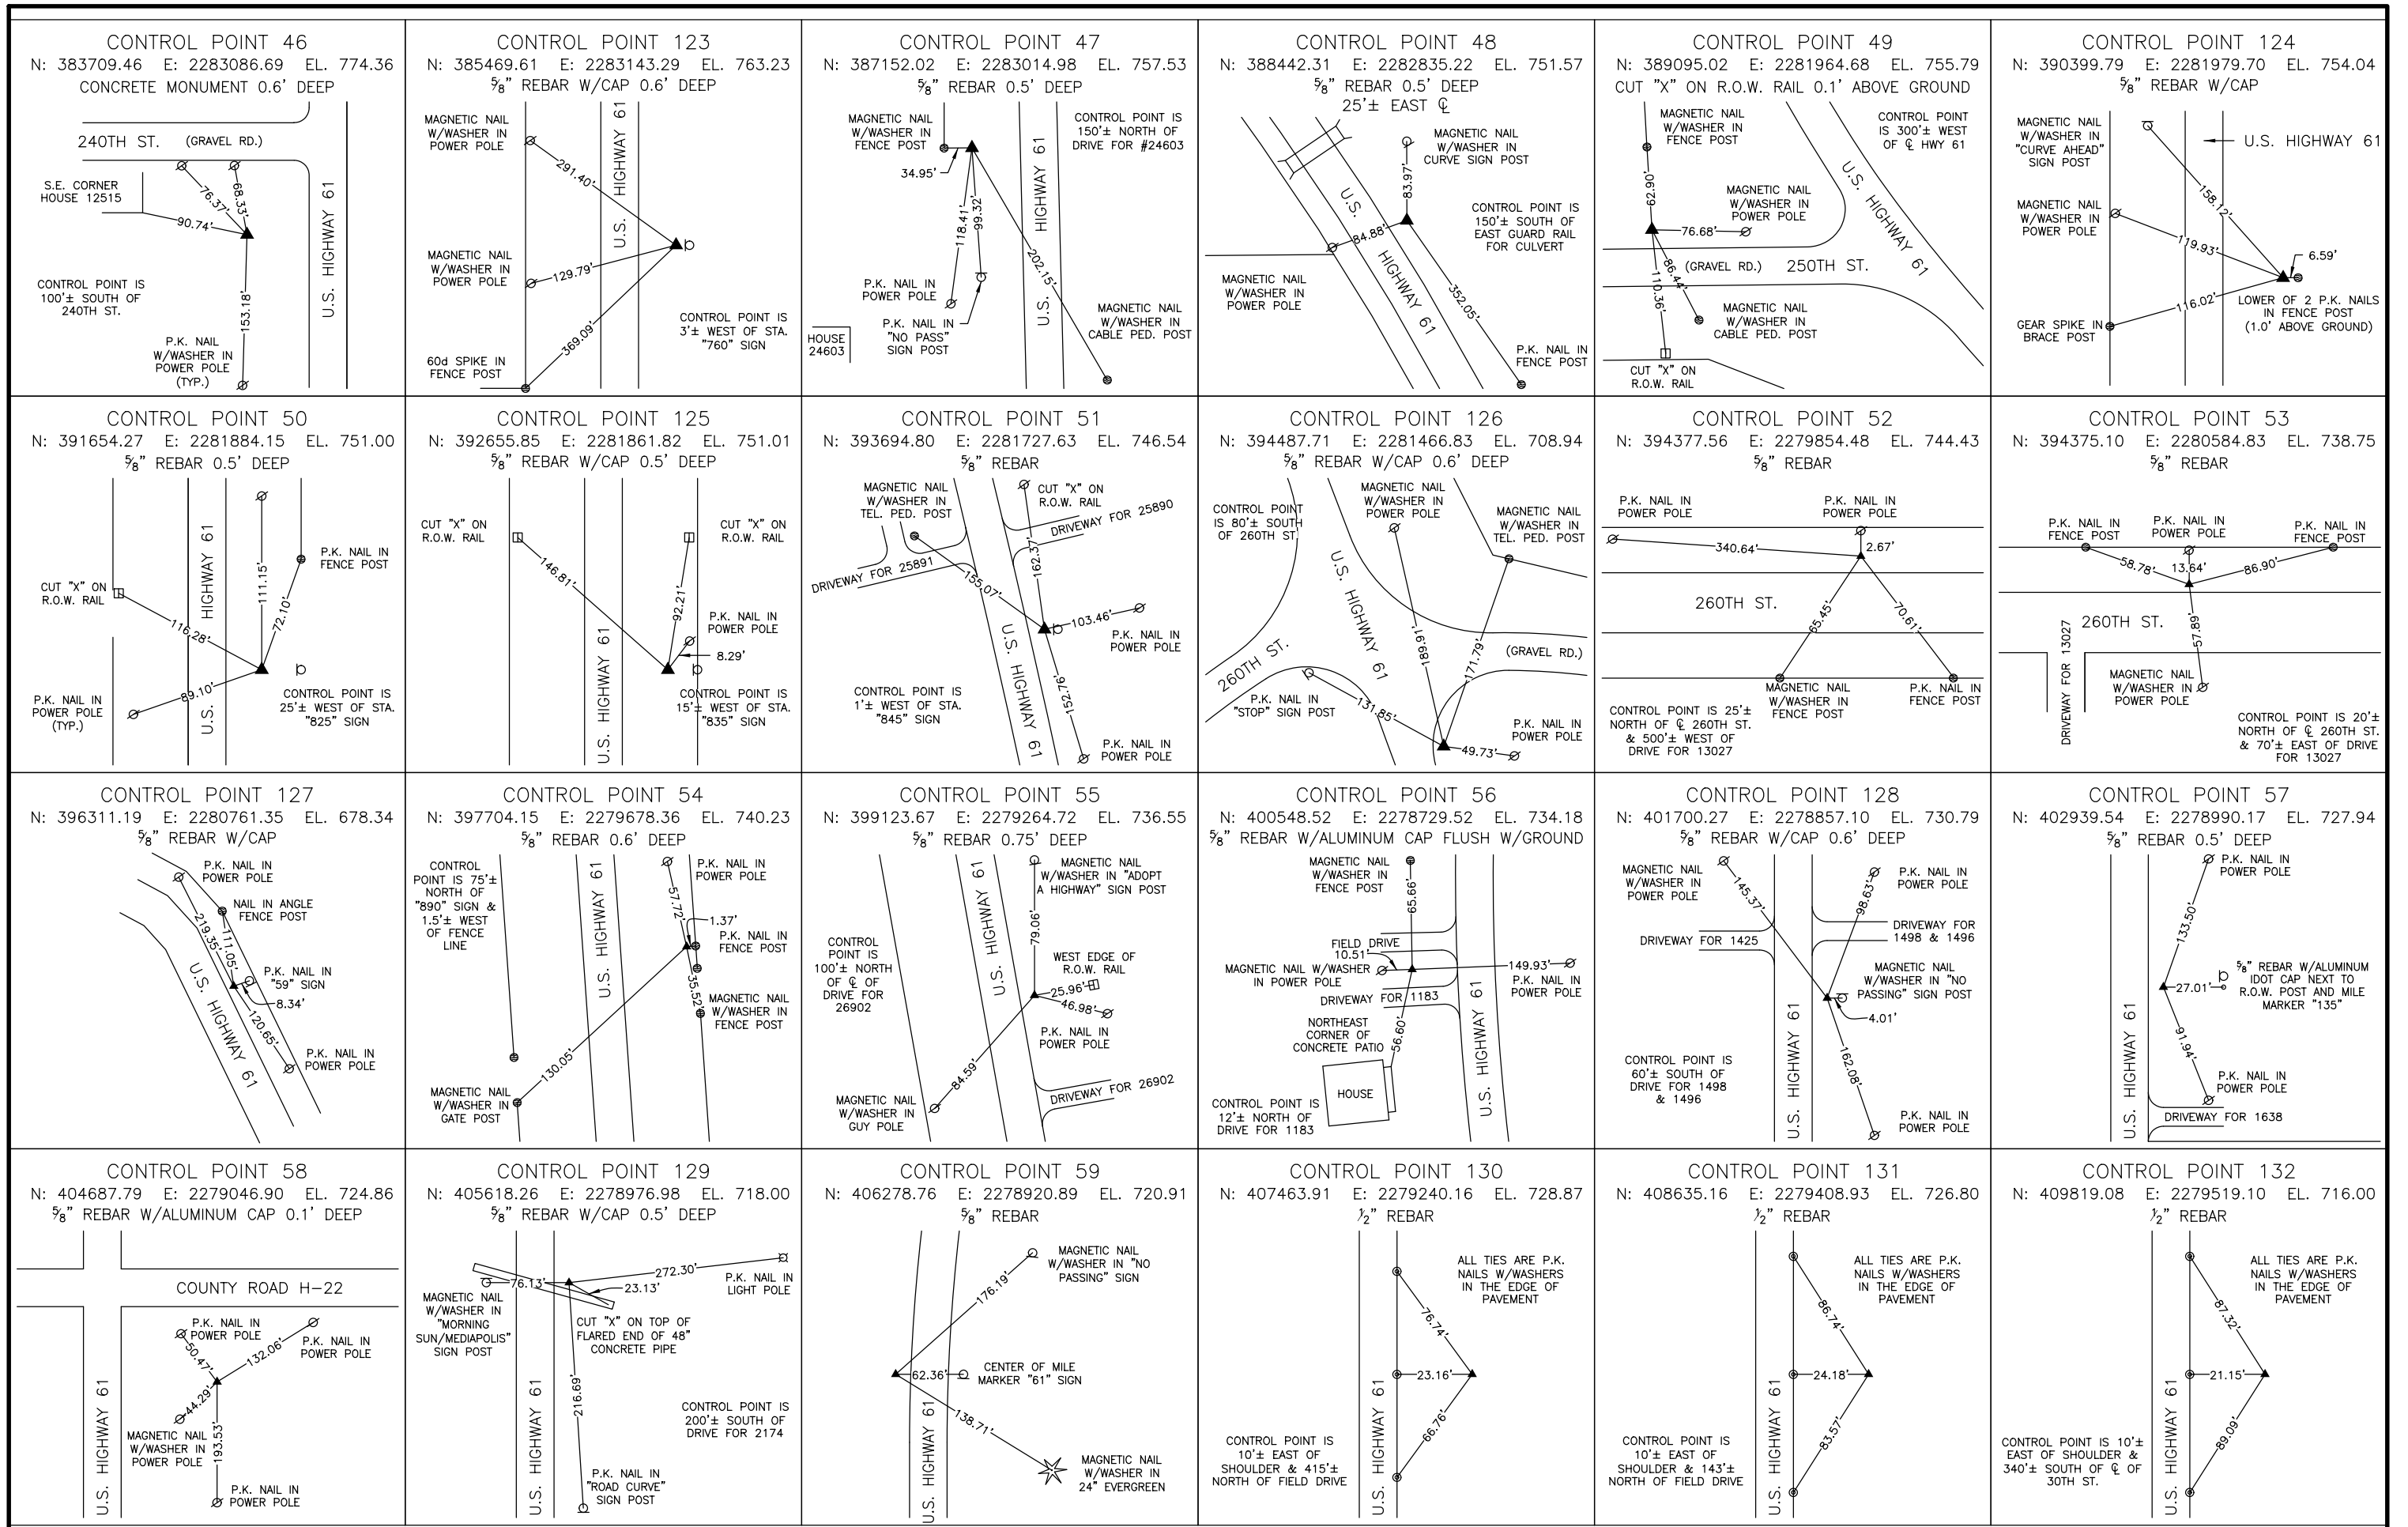 CONTROL POINT 46
N: 383709.46 E: 2283086.69 EL. 774.36
CONCRETE MONUMENT 0.6' DEEP
240TH ST. (GRAVEL RD.)
S.E. CORNER
HOUSE 12515
76.37'
68.33'
90.74'
U.S. HIGHWAY 61
CONTROL POINT IS
100'± SOUTH OF
240TH ST.
153.18'
P.K. NAIL
W/WASHER IN
POWER POLE
(TYP.)
CONTROL POINT 123
N: 385469.61 E: 2283143.29 EL. 763.23
⅝" REBAR W/CAP 0.6' DEEP
MAGNETIC NAIL
W/WASHER IN
POWER POLE
291.40'
U.S. HIGHWAY 61
MAGNETIC NAIL
W/WASHER IN
POWER POLE
129.79'
369.09'
CONTROL POINT IS
3'± WEST OF STA.
"760" SIGN
60d SPIKE IN
FENCE POST
CONTROL POINT 47
N: 387152.02 E: 2283014.98 EL. 757.53
⅝" REBAR 0.5' DEEP
MAGNETIC NAIL
W/WASHER IN
FENCE POST
CONTROL POINT IS
150'± NORTH OF
DRIVE FOR #24603
34.95'
118.41'
99.32'
202.15'
U.S. HIGHWAY 61
P.K. NAIL IN
POWER POLE
P.K. NAIL IN
"NO PASS"
SIGN POST
MAGNETIC NAIL
W/WASHER IN
CABLE PED. POST
HOUSE
24603
CONTROL POINT 48
N: 388442.31 E: 2282835.22 EL. 751.57
⅝" REBAR 0.5' DEEP
25'± EAST ℄
MAGNETIC NAIL
W/WASHER IN
CURVE SIGN POST
83.97'
U.S. HIGHWAY 61
84.88'
CONTROL POINT IS
150'± SOUTH OF
EAST GUARD RAIL
FOR CULVERT
MAGNETIC NAIL
W/WASHER IN
POWER POLE
352.05'
P.K. NAIL IN
FENCE POST
CONTROL POINT 49
N: 389095.02 E: 2281964.68 EL. 755.79
CUT "X" ON R.O.W. RAIL 0.1' ABOVE GROUND
MAGNETIC NAIL
W/WASHER IN
FENCE POST
CONTROL POINT
IS 300'± WEST
OF ℄ HWY 61
62.90'
MAGNETIC NAIL
W/WASHER IN
POWER POLE
76.68'
U.S. HIGHWAY 61
(GRAVEL RD.) 250TH ST.
86.44'
110.36'
MAGNETIC NAIL
W/WASHER IN
CABLE PED. POST
CUT "X" ON
R.O.W. RAIL
CONTROL POINT 124
N: 390399.79 E: 2281979.70 EL. 754.04
⅝" REBAR W/CAP
MAGNETIC NAIL
W/WASHER IN
"CURVE AHEAD"
SIGN POST
U.S. HIGHWAY 61
158.12'
MAGNETIC NAIL
W/WASHER IN
POWER POLE
119.93'
6.59'
116.02'
LOWER OF 2 P.K. NAILS
IN FENCE POST
(1.0' ABOVE GROUND)
GEAR SPIKE IN
BRACE POST
CONTROL POINT 50
N: 391654.27 E: 2281884.15 EL. 751.00
⅝" REBAR 0.5' DEEP
U.S. HIGHWAY 61
111.15'
P.K. NAIL IN
FENCE POST
72.10'
CUT "X" ON
R.O.W. RAIL
116.28'
89.10'
P.K. NAIL IN
POWER POLE
(TYP.)
CONTROL POINT IS
25'± WEST OF STA.
"825" SIGN
CONTROL POINT 125
N: 392655.85 E: 2281861.82 EL. 751.01
⅝" REBAR W/CAP 0.5' DEEP
CUT "X" ON
R.O.W. RAIL
CUT "X" ON
R.O.W. RAIL
146.81'
92.21'
P.K. NAIL IN
POWER POLE
8.29'
U.S. HIGHWAY 61
CONTROL POINT IS
15'± WEST OF STA.
"835" SIGN
CONTROL POINT 51
N: 393694.80 E: 2281727.63 EL. 746.54
⅝" REBAR
MAGNETIC NAIL
W/WASHER IN
TEL. PED. POST
CUT "X" ON
R.O.W. RAIL
DRIVEWAY FOR 25890
DRIVEWAY FOR 25891
162.37'
155.07'
103.46'
P.K. NAIL IN
POWER POLE
U.S. HIGHWAY 61
152.76'
CONTROL POINT IS
1'± WEST OF STA.
"845" SIGN
P.K. NAIL IN
POWER POLE
CONTROL POINT 126
N: 394487.71 E: 2281466.83 EL. 708.94
⅝" REBAR W/CAP 0.6' DEEP
CONTROL POINT
IS 80'± SOUTH
OF 260TH ST.
MAGNETIC NAIL
W/WASHER IN
POWER POLE
MAGNETIC NAIL
W/WASHER IN
TEL. PED. POST
U.S. HIGHWAY 61
189.91'
171.79'
(GRAVEL RD.)
260TH ST.
P.K. NAIL IN
"STOP" SIGN POST
131.85'
49.73'
P.K. NAIL IN
POWER POLE
CONTROL POINT 52
N: 394377.56 E: 2279854.48 EL. 744.43
⅝" REBAR
P.K. NAIL IN
POWER POLE
P.K. NAIL IN
POWER POLE
340.64'
2.67'
260TH ST.
65.45'
70.61'
MAGNETIC NAIL
W/WASHER IN
FENCE POST
P.K. NAIL IN
FENCE POST
CONTROL POINT IS 25'±
NORTH OF ℄ 260TH ST.
& 500'± WEST OF
DRIVE FOR 13027
CONTROL POINT 53
N: 394375.10 E: 2280584.83 EL. 738.75
⅝" REBAR
P.K. NAIL IN
FENCE POST
P.K. NAIL IN
POWER POLE
P.K. NAIL IN
FENCE POST
58.78'
13.64'
86.90'
260TH ST.
57.89'
DRIVEWAY FOR 13027
MAGNETIC NAIL
W/WASHER IN
POWER POLE
CONTROL POINT IS 20'±
NORTH OF ℄ 260TH ST.
& 70'± EAST OF DRIVE
FOR 13027
CONTROL POINT 127
N: 396311.19 E: 2280761.35 EL. 678.34
⅝" REBAR W/CAP
P.K. NAIL IN
POWER POLE
NAIL IN ANGLE
FENCE POST
219.35'
111.05'
P.K. NAIL IN
"59" SIGN
8.34'
U.S. HIGHWAY 61
120.65'
P.K. NAIL IN
POWER POLE
CONTROL POINT 54
N: 397704.15 E: 2279678.36 EL. 740.23
⅝" REBAR 0.6' DEEP
CONTROL
POINT IS 75'±
NORTH OF
"890" SIGN &
1.5'± WEST
OF FENCE
LINE
U.S. HIGHWAY 61
P.K. NAIL IN
POWER POLE
57.72'
1.37'
P.K. NAIL IN
FENCE POST
35.52'
MAGNETIC NAIL
W/WASHER IN
FENCE POST
130.05'
MAGNETIC NAIL
W/WASHER IN
GATE POST
CONTROL POINT 55
N: 399123.67 E: 2279264.72 EL. 736.55
⅝" REBAR 0.75' DEEP
MAGNETIC NAIL
W/WASHER IN "ADOPT
A HIGHWAY" SIGN POST
U.S. HIGHWAY 61
79.06'
CONTROL
POINT IS
100'± NORTH
OF ℄ OF
DRIVE FOR
26902
WEST EDGE OF
R.O.W. RAIL
25.96'
46.98'
P.K. NAIL IN
POWER POLE
84.59'
DRIVEWAY FOR 26902
MAGNETIC NAIL
W/WASHER IN
GUY POLE
CONTROL POINT 56
N: 400548.52 E: 2278729.52 EL. 734.18
⅝" REBAR W/ALUMINUM CAP FLUSH W/GROUND
MAGNETIC NAIL
W/WASHER IN
FENCE POST
65.66'
FIELD DRIVE
10.51'
MAGNETIC NAIL W/WASHER
IN POWER POLE
149.93'
P.K. NAIL IN
POWER POLE
DRIVEWAY FOR 1183
NORTHEAST
CORNER OF
CONCRETE PATIO
56.60'
HOUSE
U.S. HIGHWAY 61
CONTROL POINT IS
12'± NORTH OF
DRIVE FOR 1183
CONTROL POINT 128
N: 401700.27 E: 2278857.10 EL. 730.79
⅝" REBAR W/CAP 0.6' DEEP
MAGNETIC NAIL
W/WASHER IN
POWER POLE
145.37'
98.63'
P.K. NAIL IN
POWER POLE
DRIVEWAY FOR 1425
DRIVEWAY FOR
1498 & 1496
MAGNETIC NAIL
W/WASHER IN "NO
PASSING" SIGN POST
4.01'
U.S. HIGHWAY 61
162.08'
CONTROL POINT IS
60'± SOUTH OF
DRIVE FOR 1498
& 1496
P.K. NAIL IN
POWER POLE
CONTROL POINT 57
N: 402939.54 E: 2278990.17 EL. 727.94
⅝" REBAR 0.5' DEEP
P.K. NAIL IN
POWER POLE
133.50'
27.01'
⅝" REBAR W/ALUMINUM
IDOT CAP NEXT TO
R.O.W. POST AND MILE
MARKER "135"
U.S. HIGHWAY 61
91.94'
P.K. NAIL IN
POWER POLE
DRIVEWAY FOR 1638
CONTROL POINT 58
N: 404687.79 E: 2279046.90 EL. 724.86
⅝" REBAR W/ALUMINUM CAP 0.1' DEEP
COUNTY ROAD H-22
P.K. NAIL IN
POWER POLE
P.K. NAIL IN
POWER POLE
50.47'
132.06'
44.29'
U.S. HIGHWAY 61
MAGNETIC NAIL
W/WASHER IN
POWER POLE
193.53'
P.K. NAIL IN
POWER POLE
CONTROL POINT 129
N: 405618.26 E: 2278976.98 EL. 718.00
⅝" REBAR W/CAP 0.5' DEEP
76.13'
272.30'
23.13'
P.K. NAIL IN
LIGHT POLE
MAGNETIC NAIL
W/WASHER IN
"MORNING
SUN/MEDIAPOLIS"
SIGN POST
CUT "X" ON TOP OF
FLARED END OF 48"
CONCRETE PIPE
U.S. HIGHWAY 61
216.69'
CONTROL POINT IS
200'± SOUTH OF
DRIVE FOR 2174
P.K. NAIL IN
"ROAD CURVE"
SIGN POST
CONTROL POINT 59
N: 406278.76 E: 2278920.89 EL. 720.91
⅝" REBAR
MAGNETIC NAIL
W/WASHER IN "NO
PASSING" SIGN
176.19'
62.36'
CENTER OF MILE
MARKER "61" SIGN
138.71'
U.S. HIGHWAY 61
MAGNETIC NAIL
W/WASHER IN
24" EVERGREEN
CONTROL POINT 130
N: 407463.91 E: 2279240.16 EL. 728.87
½" REBAR
ALL TIES ARE P.K.
NAILS W/WASHERS
IN THE EDGE OF
PAVEMENT
76.74'
23.16'
66.76'
U.S. HIGHWAY 61
CONTROL POINT IS
10'± EAST OF
SHOULDER & 415'±
NORTH OF FIELD DRIVE
CONTROL POINT 131
N: 408635.16 E: 2279408.93 EL. 726.80
½" REBAR
ALL TIES ARE P.K.
NAILS W/WASHERS
IN THE EDGE OF
PAVEMENT
86.74'
24.18'
83.57'
U.S. HIGHWAY 61
CONTROL POINT IS
10'± EAST OF
SHOULDER & 143'±
NORTH OF FIELD DRIVE
CONTROL POINT 132
N: 409819.08 E: 2279519.10 EL. 716.00
½" REBAR
ALL TIES ARE P.K.
NAILS W/WASHERS
IN THE EDGE OF
PAVEMENT
87.32'
21.15'
89.09'
U.S. HIGHWAY 61
CONTROL POINT IS 10'±
EAST OF SHOULDER &
340'± SOUTH OF ℄ OF
30TH ST.